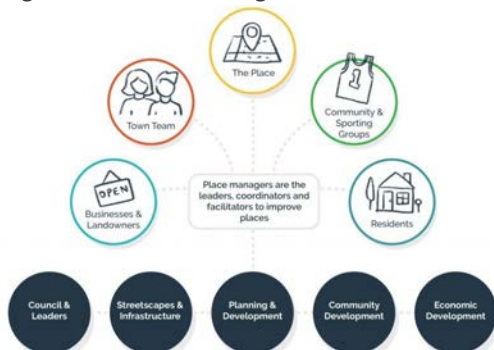 The Place
Town Team
Community &
Sporting
Groups
1
OPEN
Businesses &
Landowners
Place managers are the
leaders, coordinators and
facilitators to improve
places
Residents
Council &
Leaders
Streetscapes &
Infrastructure
Planning &
Development
Community
Development
Economic
Development